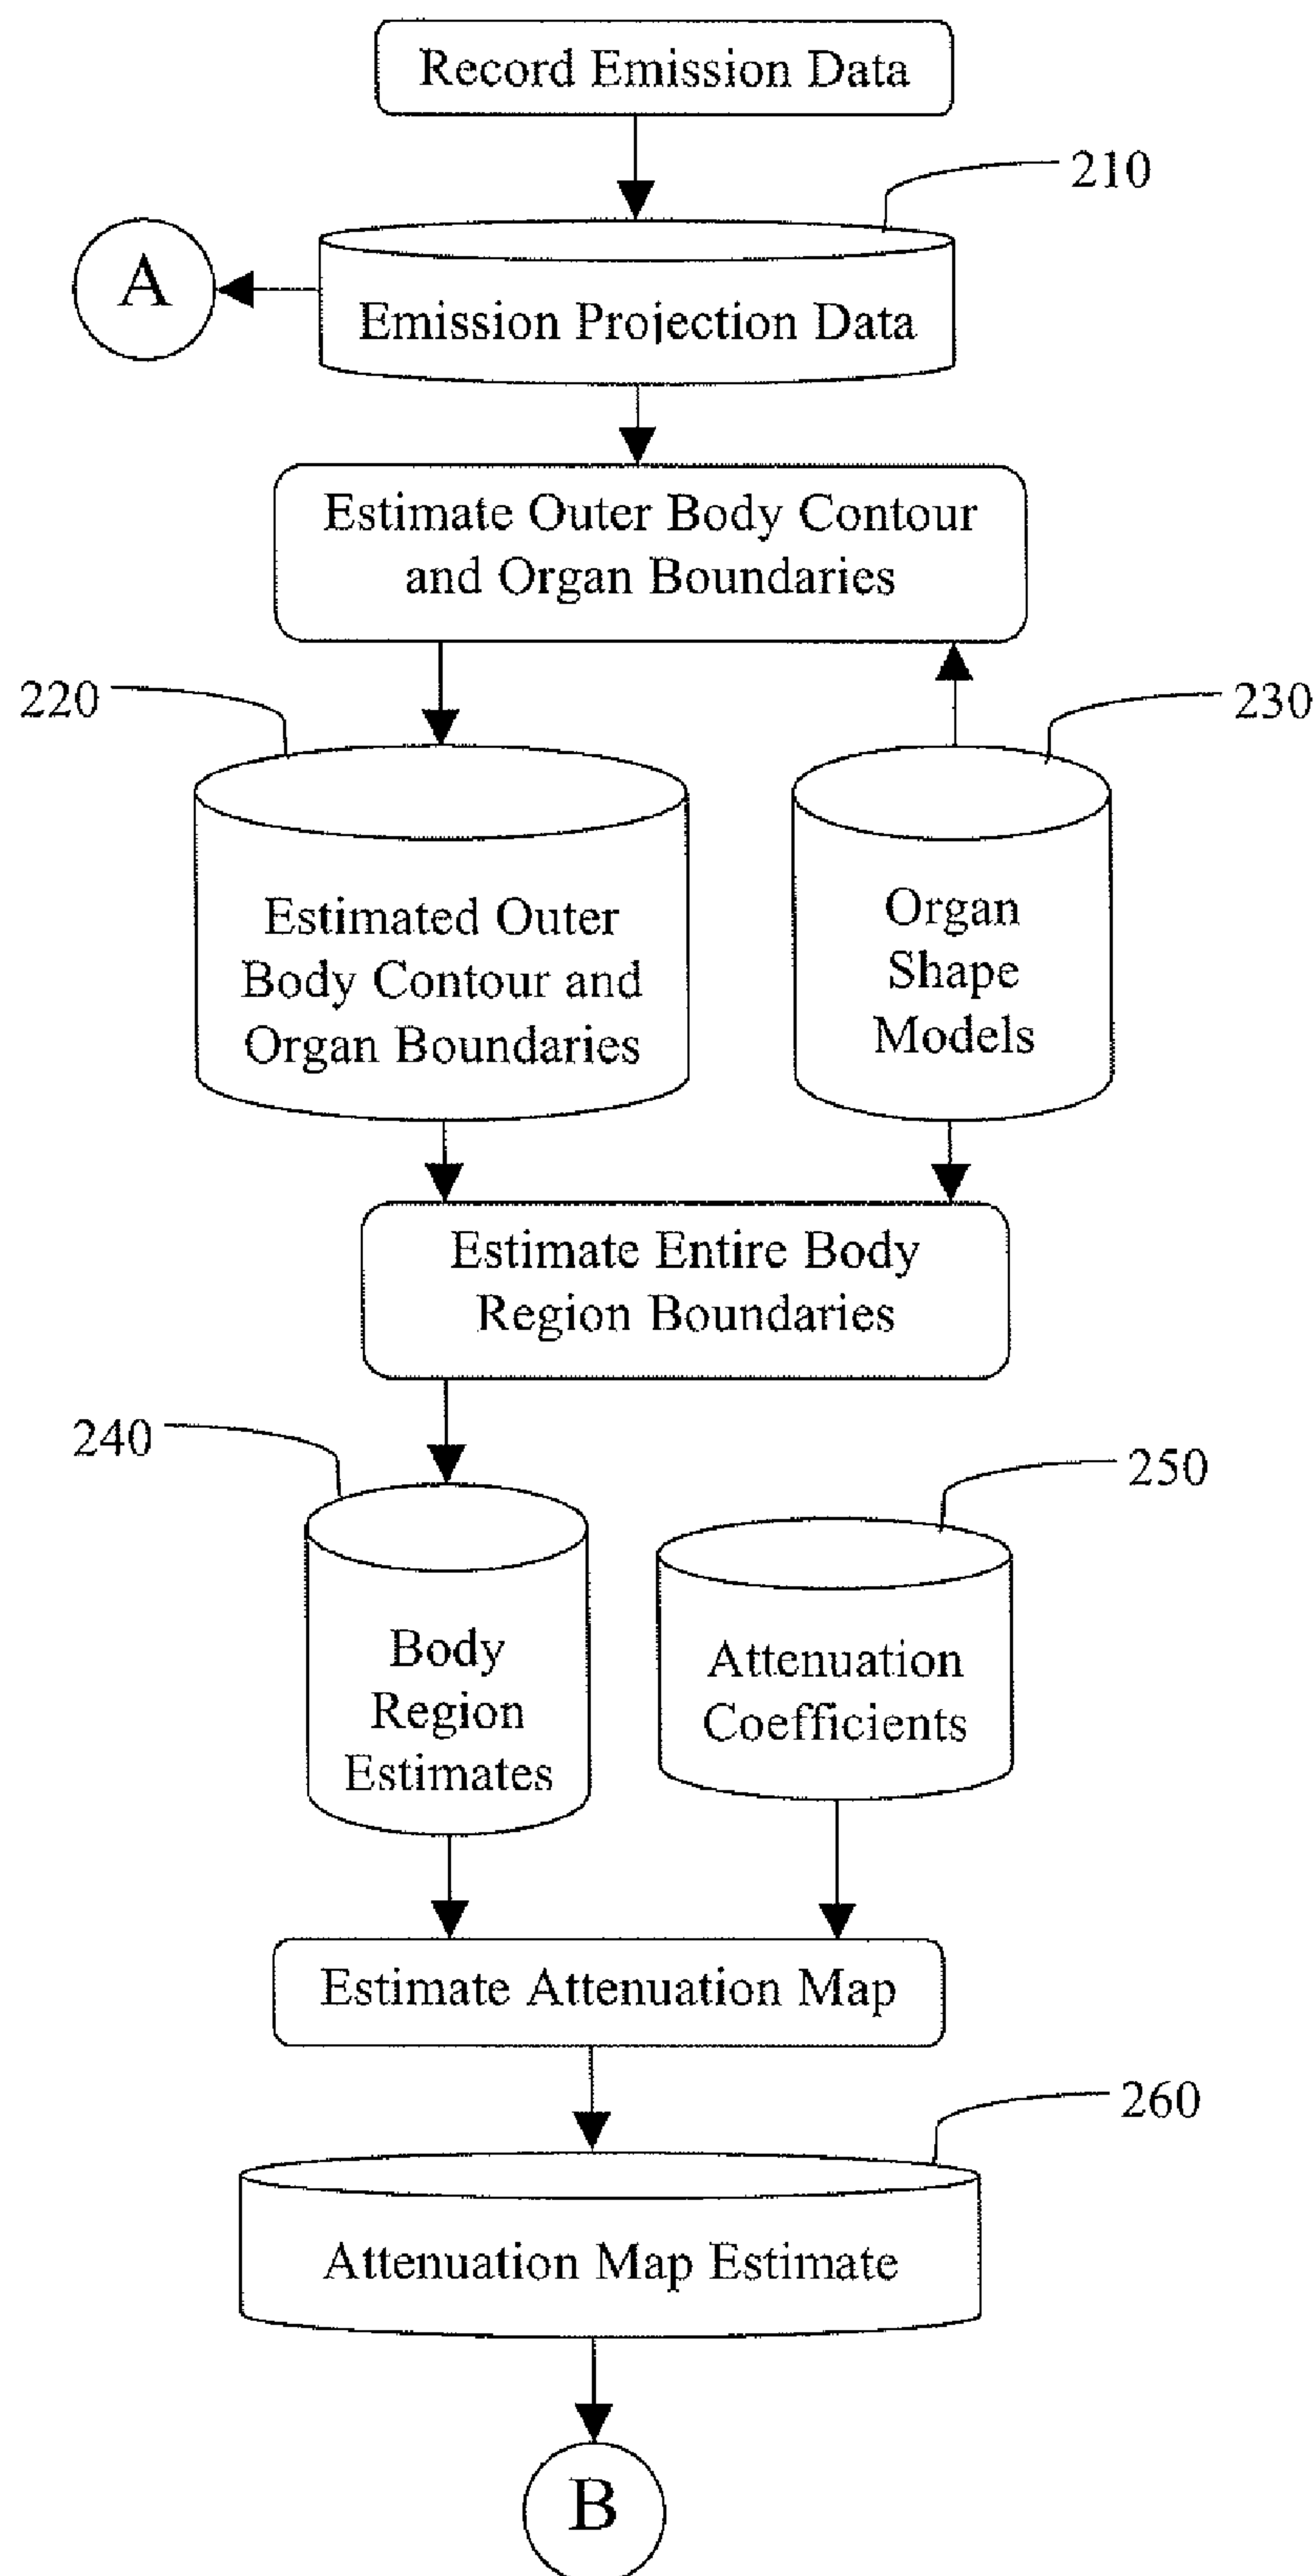 Record Emission Data
210
A
Emission Projection Data
Estimate Outer Body Contour
and Organ Boundaries
220
230
Estimated Outer
Body Contour and
Organ Boundaries
Organ
Shape
Models
Estimate Entire Body
Region Boundaries
240
250
Body
Region
Estimates
Attenuation
Coefficients
Estimate Attenuation Map
260
Attenuation Map Estimate
B